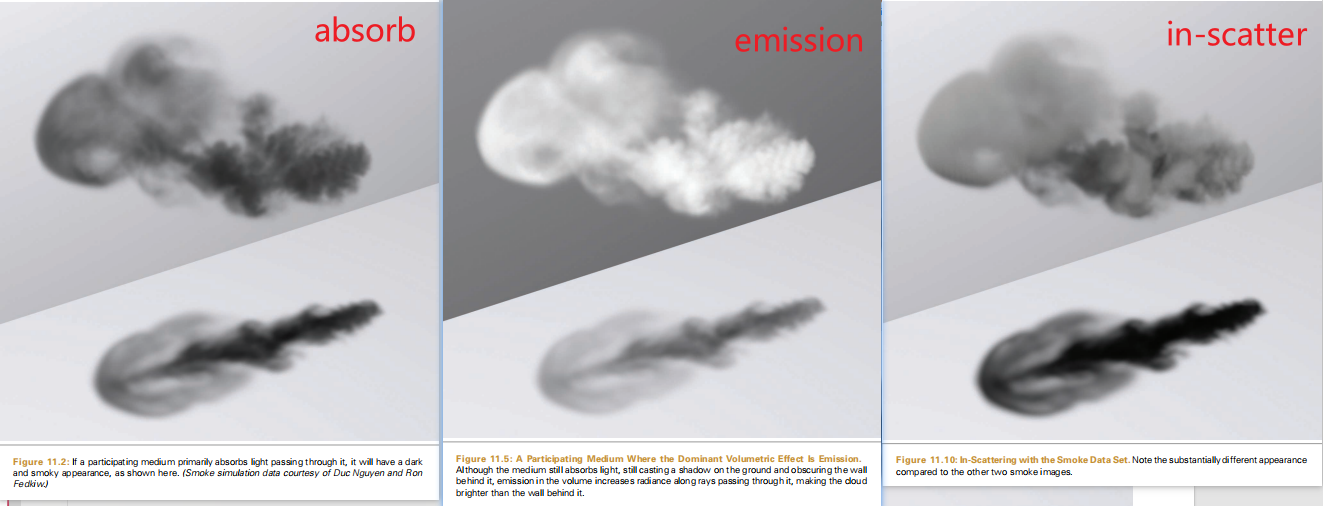 absorb
emission
in-scatter
Figure 11.2: If a participating medium primarily absorbs light passing through it, it will have a dark
and smoky appearance, as shown here. (Smoke simulation data courtesy of Duc Nguyen and Ron
Fedkiw.)
Figure 11.5: A Participating Medium Where the Dominant Volumetric Effect Is Emission.
Although the medium still absorbs light, still casting a shadow on the ground and obscuring the wall
behind it, emission in the volume increases radiance along rays passing through it, making the cloud
brighter than the wall behind it.
Figure 11.10: In-Scattering with the Smoke Data Set. Note the substantially different appearance
compared to the other two smoke images.